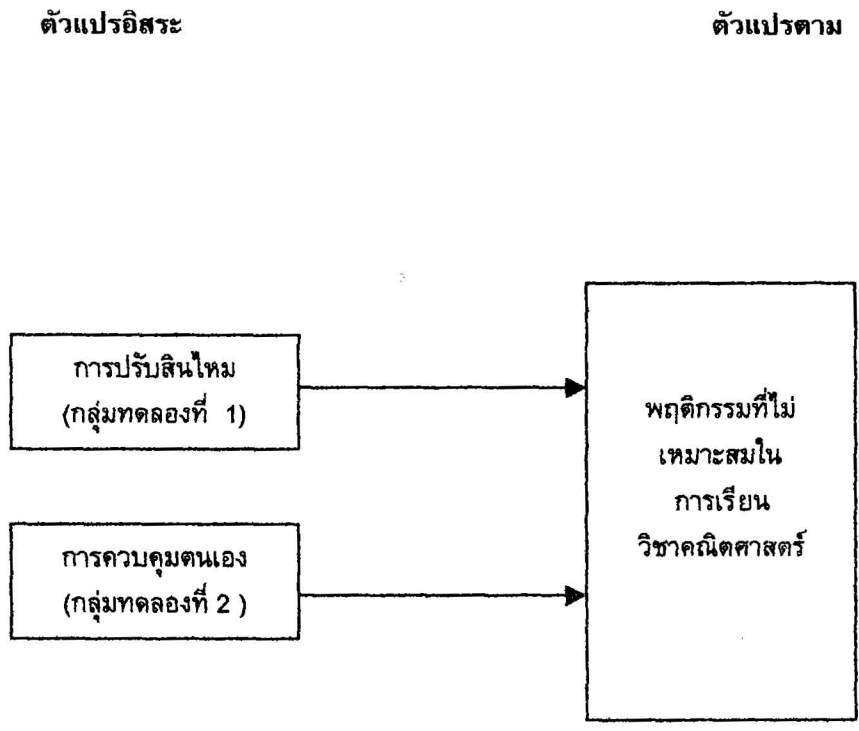 ตัวแปรอิสระ
ตัวแปรตาม
การปรับสินไหม
(กลุ่มทดลองที่ 1)
การควบคุมตนเอง
(กลุ่มทดลองที่ 2 )
พฤติกรรมที่ไม่
เหมาะสมใน
การเรียน
วิชาคณิตศาสตร์